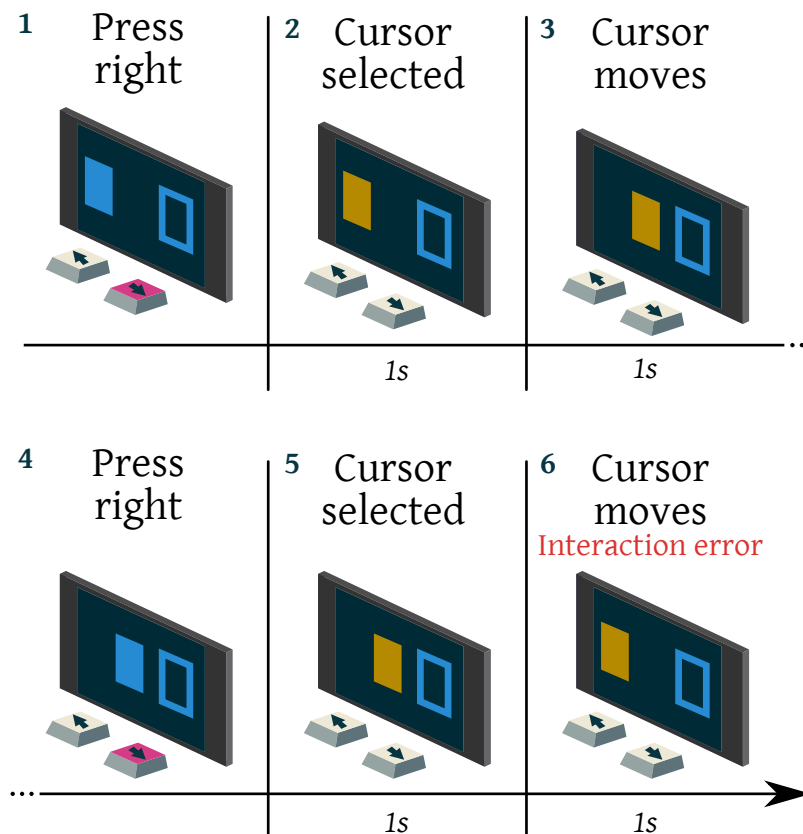 1 Press right
2 Cursor selected
3 Cursor moves
1s
1s
...
4 Press right
5 Cursor selected
6 Cursor moves
Interaction error
...
1s
1s